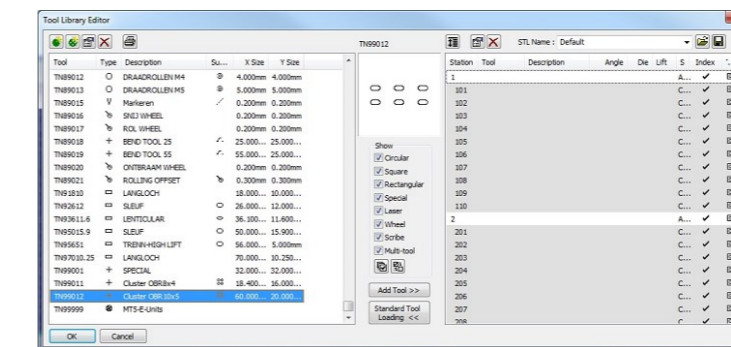 Tool Library Editor
TN99012
STL Name : Default
Tool Type Description Su... X Size Y Size
TN89012 O DRAADROLLEN M4 4.000mm 4.000mm
TN89013 O DRAADROLLEN M5 5.000mm 5.000mm
TN89015 Markeren 0.200mm 0.200mm
TN89016 SNIJ WHEEL 0.200mm 0.200mm
TN89017 ROL WHEEL 0.200mm 0.200mm
TN89018 + BEND TOOL 25 25.000... 25.000...
TN89019 + BEND TOOL 55 55.000... 25.000...
TN89020 ONTBRAAM WHEEL 0.200mm 0.200mm
TN89021 ROLLING OFFSET 0.300mm 0.300mm
TN91810 LANGLOCH 18.000... 10.000...
TN92612 SLEUF 26.000... 12.000...
TN93611.6 LENTICULAR 36.100... 11.600...
TN95015.9 SLEUF 50.000... 15.900...
TN95651 TRENN-HIGH LIFT 56.000... 5.000mm
TN97010.25 LANGLOCH 70.000... 10.250...
TN99001 + SPECIAL 32.000... 32.000...
TN99011 + Cluster OBR8x4 18.400... 16.000...
TN99012 + Cluster OBR10x5 60.000... 20.000...
TN99999 MTS-E-Units
Show
Circular
Square
Rectangular
Special
Laser
Wheel
Scribe
Multi-tool
Add Tool >>
Standard Tool
Loading <<
Station Tool Description Angle Die Lift S Index
1 A...
101 C...
102 C...
103 C...
104 C...
105 C...
106 C...
107 C...
108 C...
109 C...
110 C...
2 A...
201 C...
202 C...
203 C...
204 C...
205 C...
206 C...
207 C...
208
OK Cancel